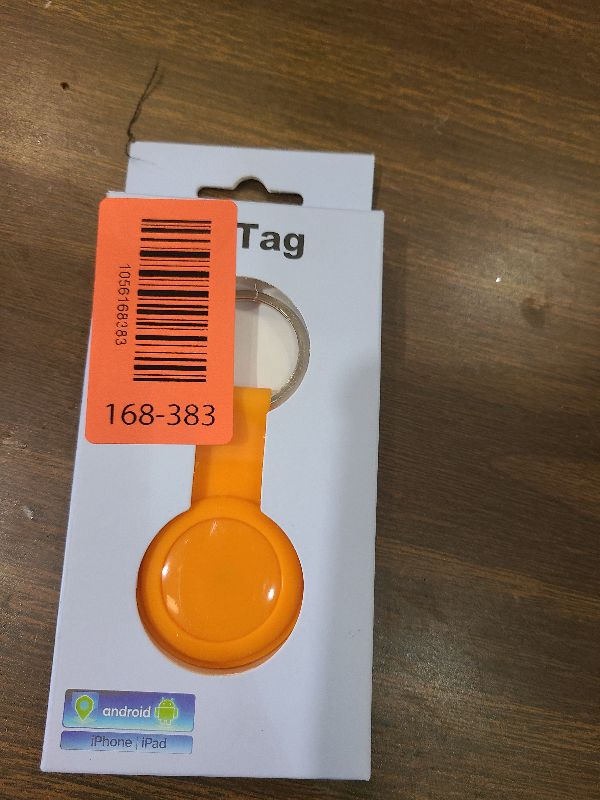 Tag
1056168383
168-383
android
iPhone | iPad